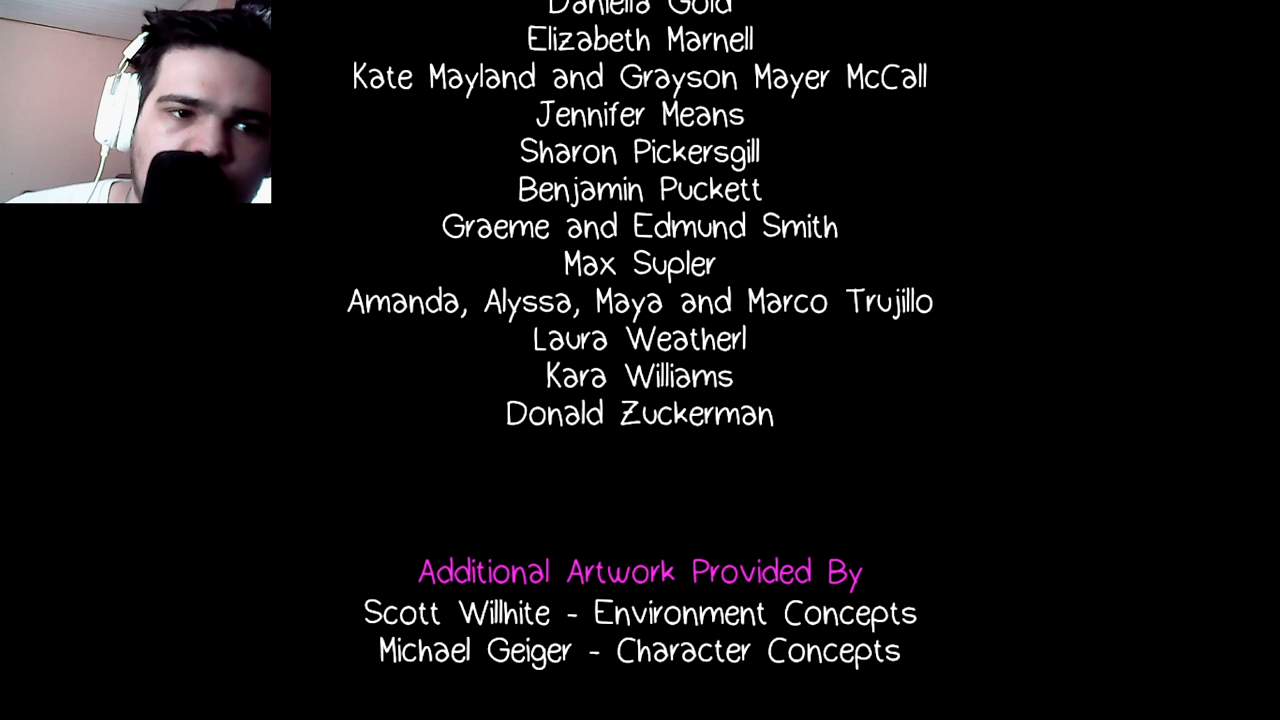 Daniella Gold
Elizabeth Marnell
Kate Mayland and Grayson Mayer McCall
Jennifer Means
Sharon Pickersgill
Benjamin Puckett
Graeme and Edmund Smith
Max Supler
Amanda, Alyssa, Maya and Marco Trujillo
Laura Weatherl
Kara Williams
Donald Zuckerman
Additional Artwork Provided By
Scott Willhite - Environment Concepts
Michael Geiger - Character Concepts